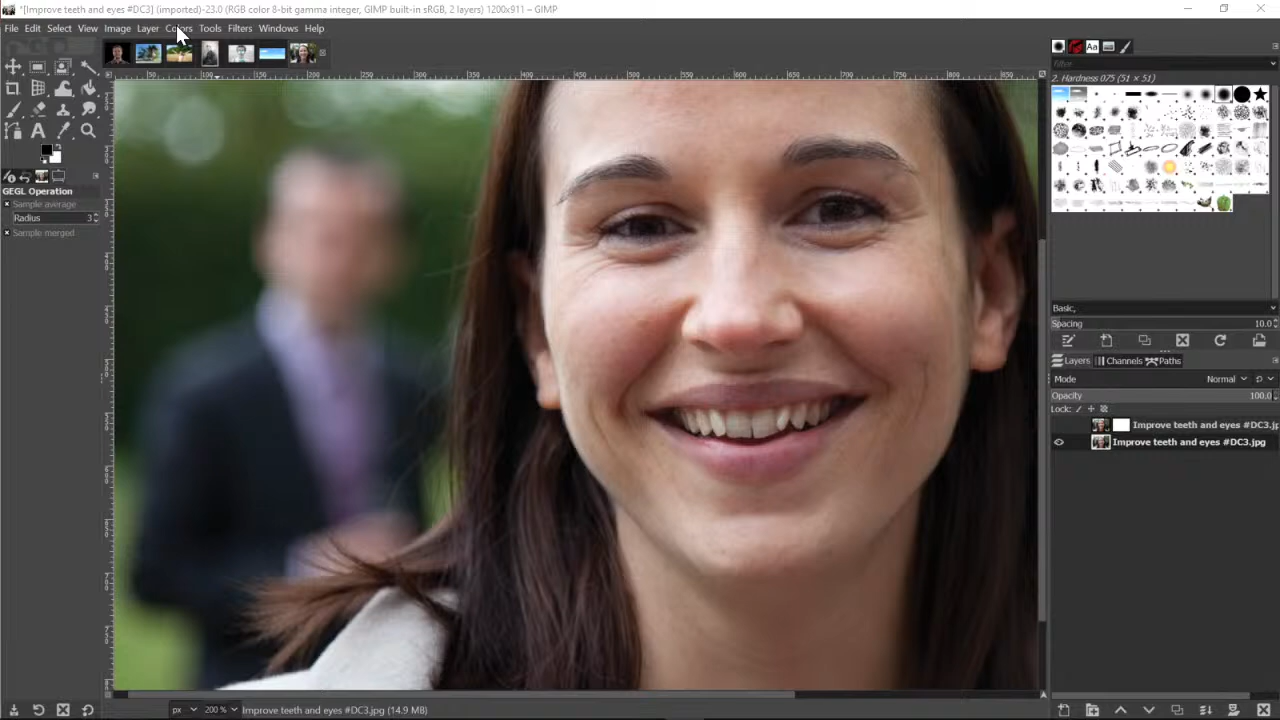 *[Improve teeth and eyes #DC3] (imported)-23.0 (RGB color 8-bit gamma integer, GIMP built-in sRGB, 2 layers) 1200x911 – GIMP
File Edit Select View Image Layer Colors Tools Filters Windows Help
Filter
2. Hardness 075 (51 × 51)
GEGL Operation
Sample average
Radius 3
Sample merged
Basic,
Spacing 10.0
Layers Channels Paths
Mode Normal
Opacity 100.0
Lock:
Improve teeth and eyes #DC3.jp
Improve teeth and eyes #DC3.jpg
px 200 % Improve teeth and eyes #DC3.jpg (14.9 MB)